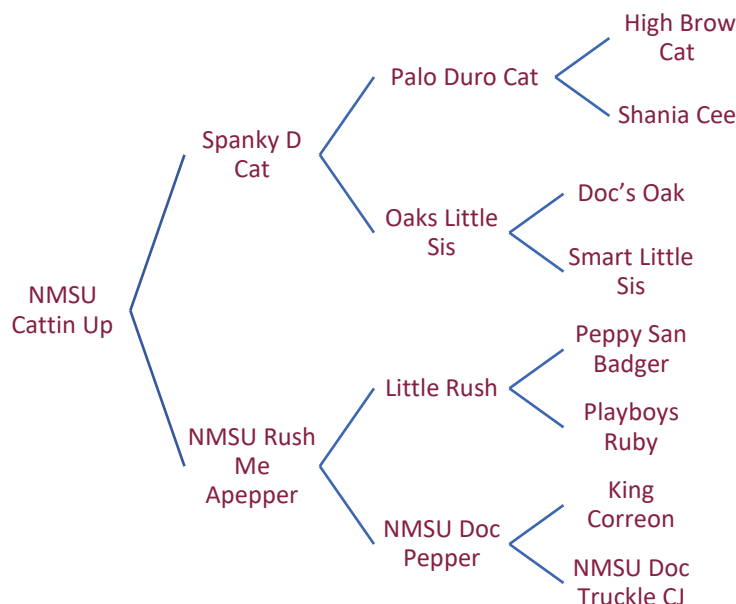 High Brow
Cat
Palo Duro Cat
Shania Cee
Spanky D
Cat
Doc’s Oak
Oaks Little
Sis
Smart Little
Sis
NMSU
Cattin Up
Peppy San
Badger
Little Rush
Playboys
Ruby
NMSU Rush
Me
Apepper
King
Correon
NMSU Doc
Pepper
NMSU Doc
Truckle CJ